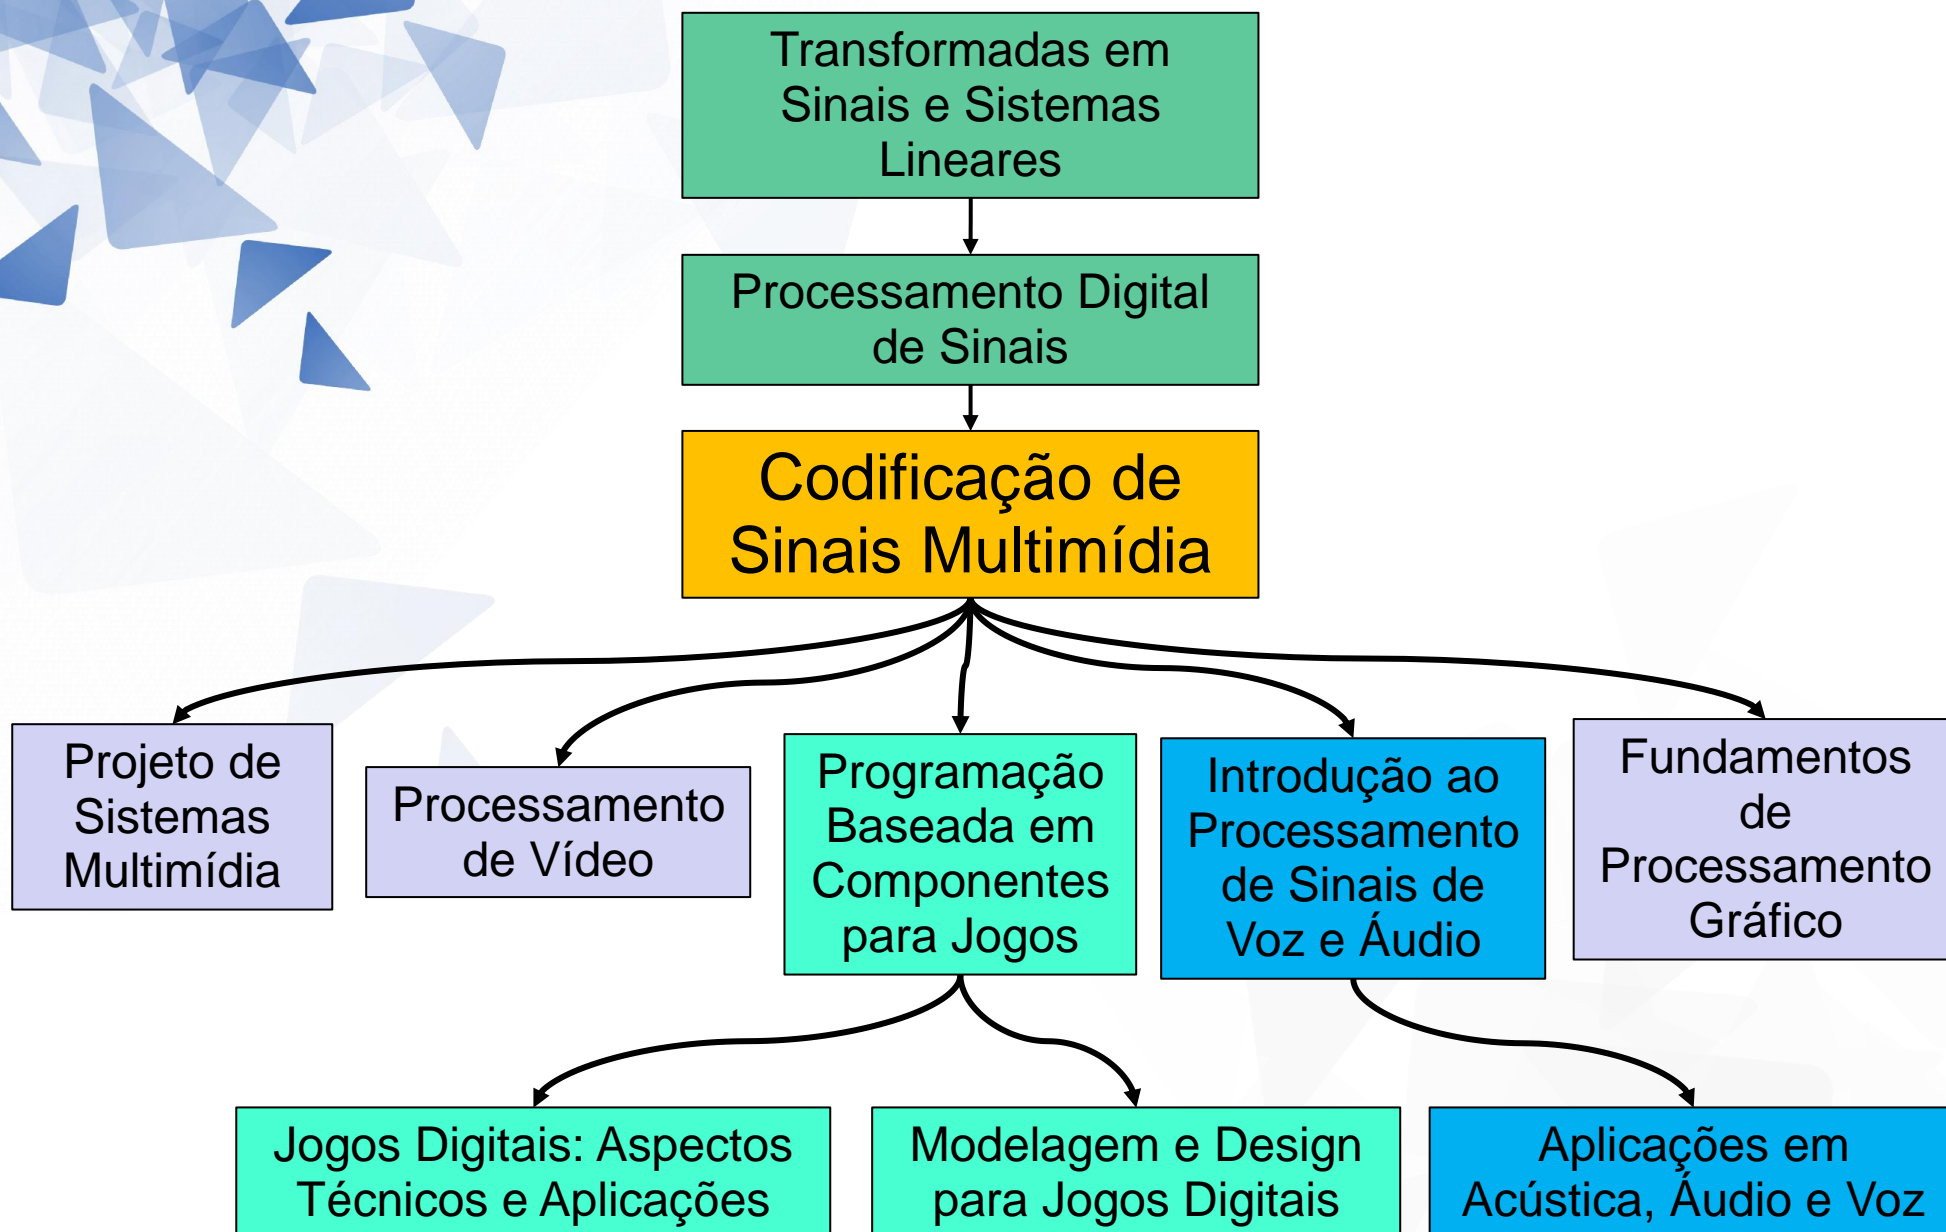 Transformadas em
Sinais e Sistemas
Lineares
Processamento Digital
de Sinais
Codificação de
Sinais Multimídia
Projeto de
Sistemas
Multimídia
Processamento
de Vídeo
Programação
Baseada em
Componentes
para Jogos
Introdução ao
Processamento
de Sinais de
Voz e Áudio
Fundamentos
de
Processamento
Gráfico
Jogos Digitais: Aspectos
Técnicos e Aplicações
Modelagem e Design
para Jogos Digitais
Aplicações em
Acústica, Áudio e Voz